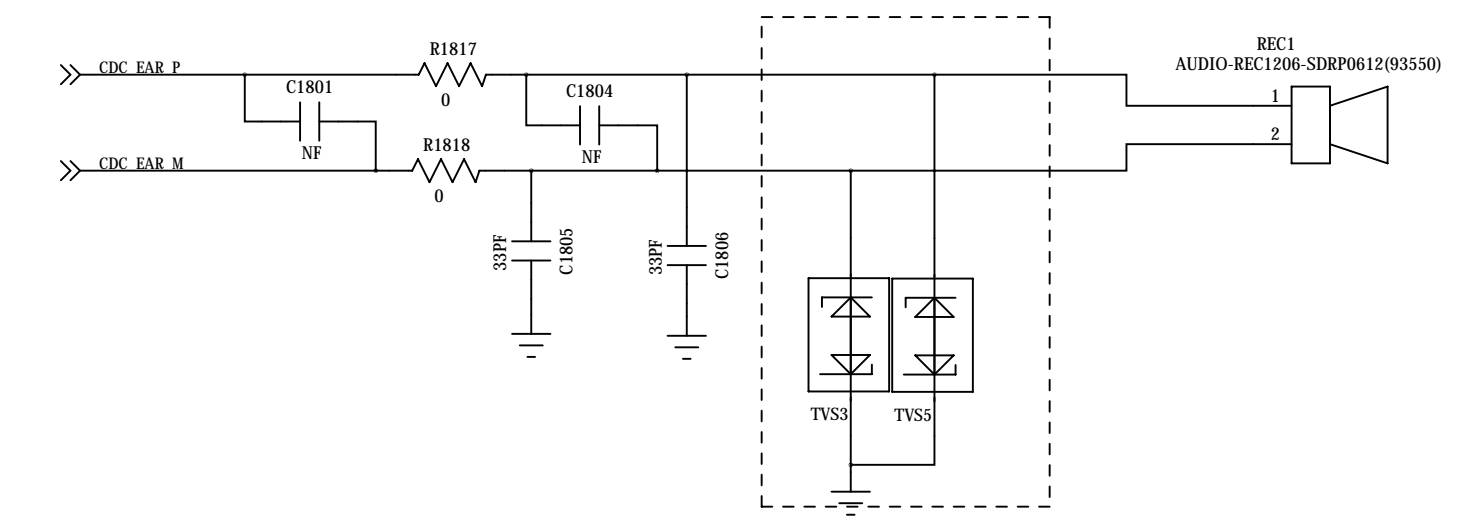 REC1
AUDIO-REC1206-SDRP0612(93550)
R1817
CDC_EAR_P
C1801
0
C1804
1
NF
R1818
NF
2
CDC_EAR_M
0
33PF
C1805
33PF
C1806
TVS3
TVS5